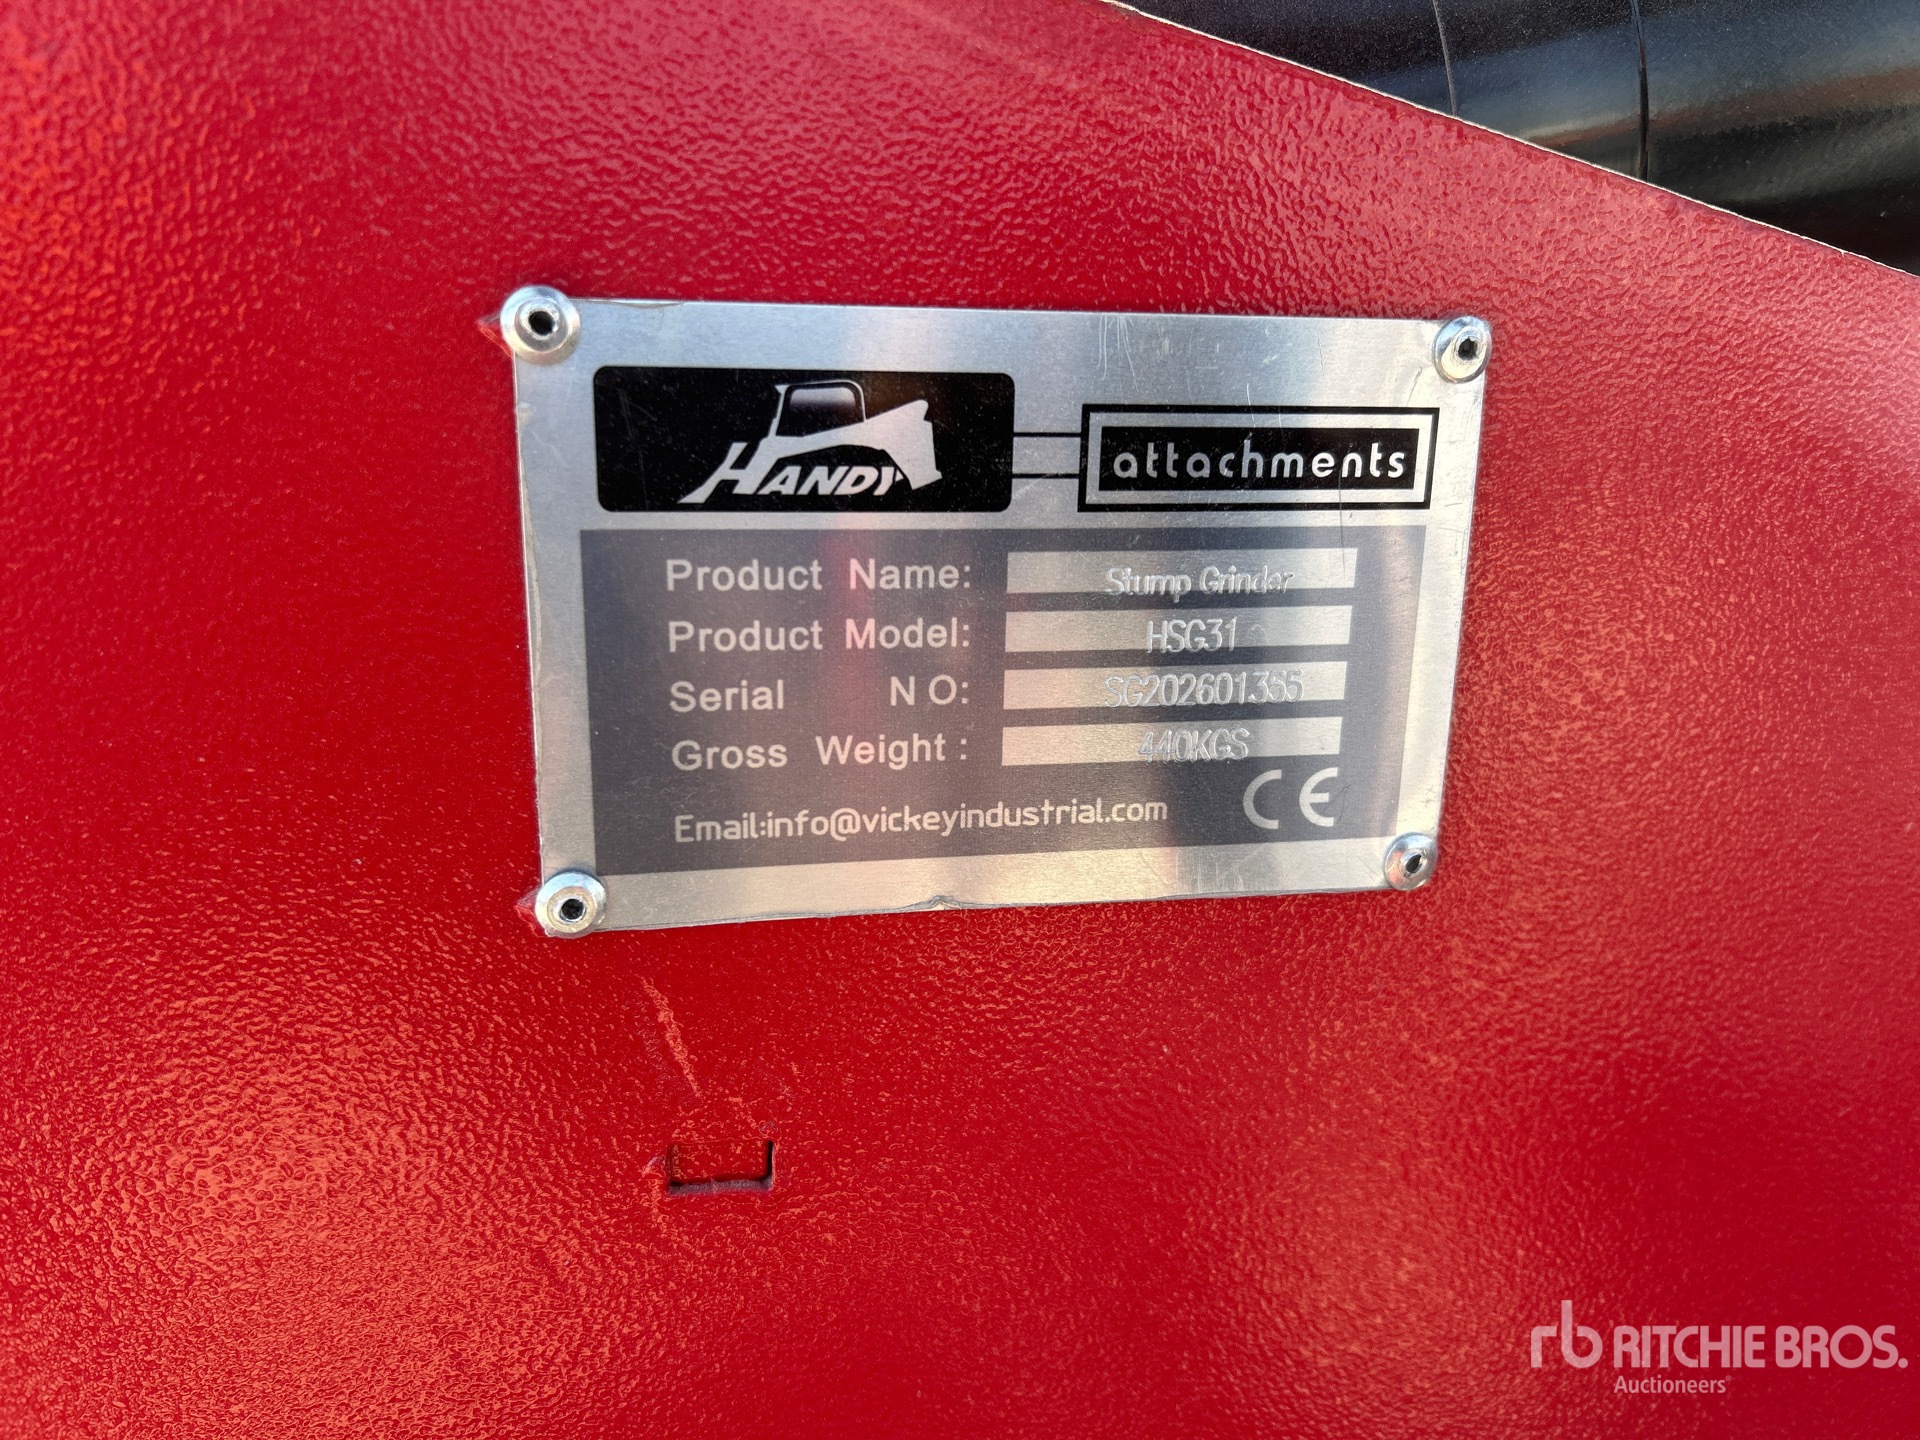 HANDY attachments
Product Name: Stump Grinder
Product Model: HSG31
Serial NO: SG202601355
Gross Weight: 440KGS
Email:info@vickeyindustrial.com CE
rb RITCHIE BROS.
Auctioneers